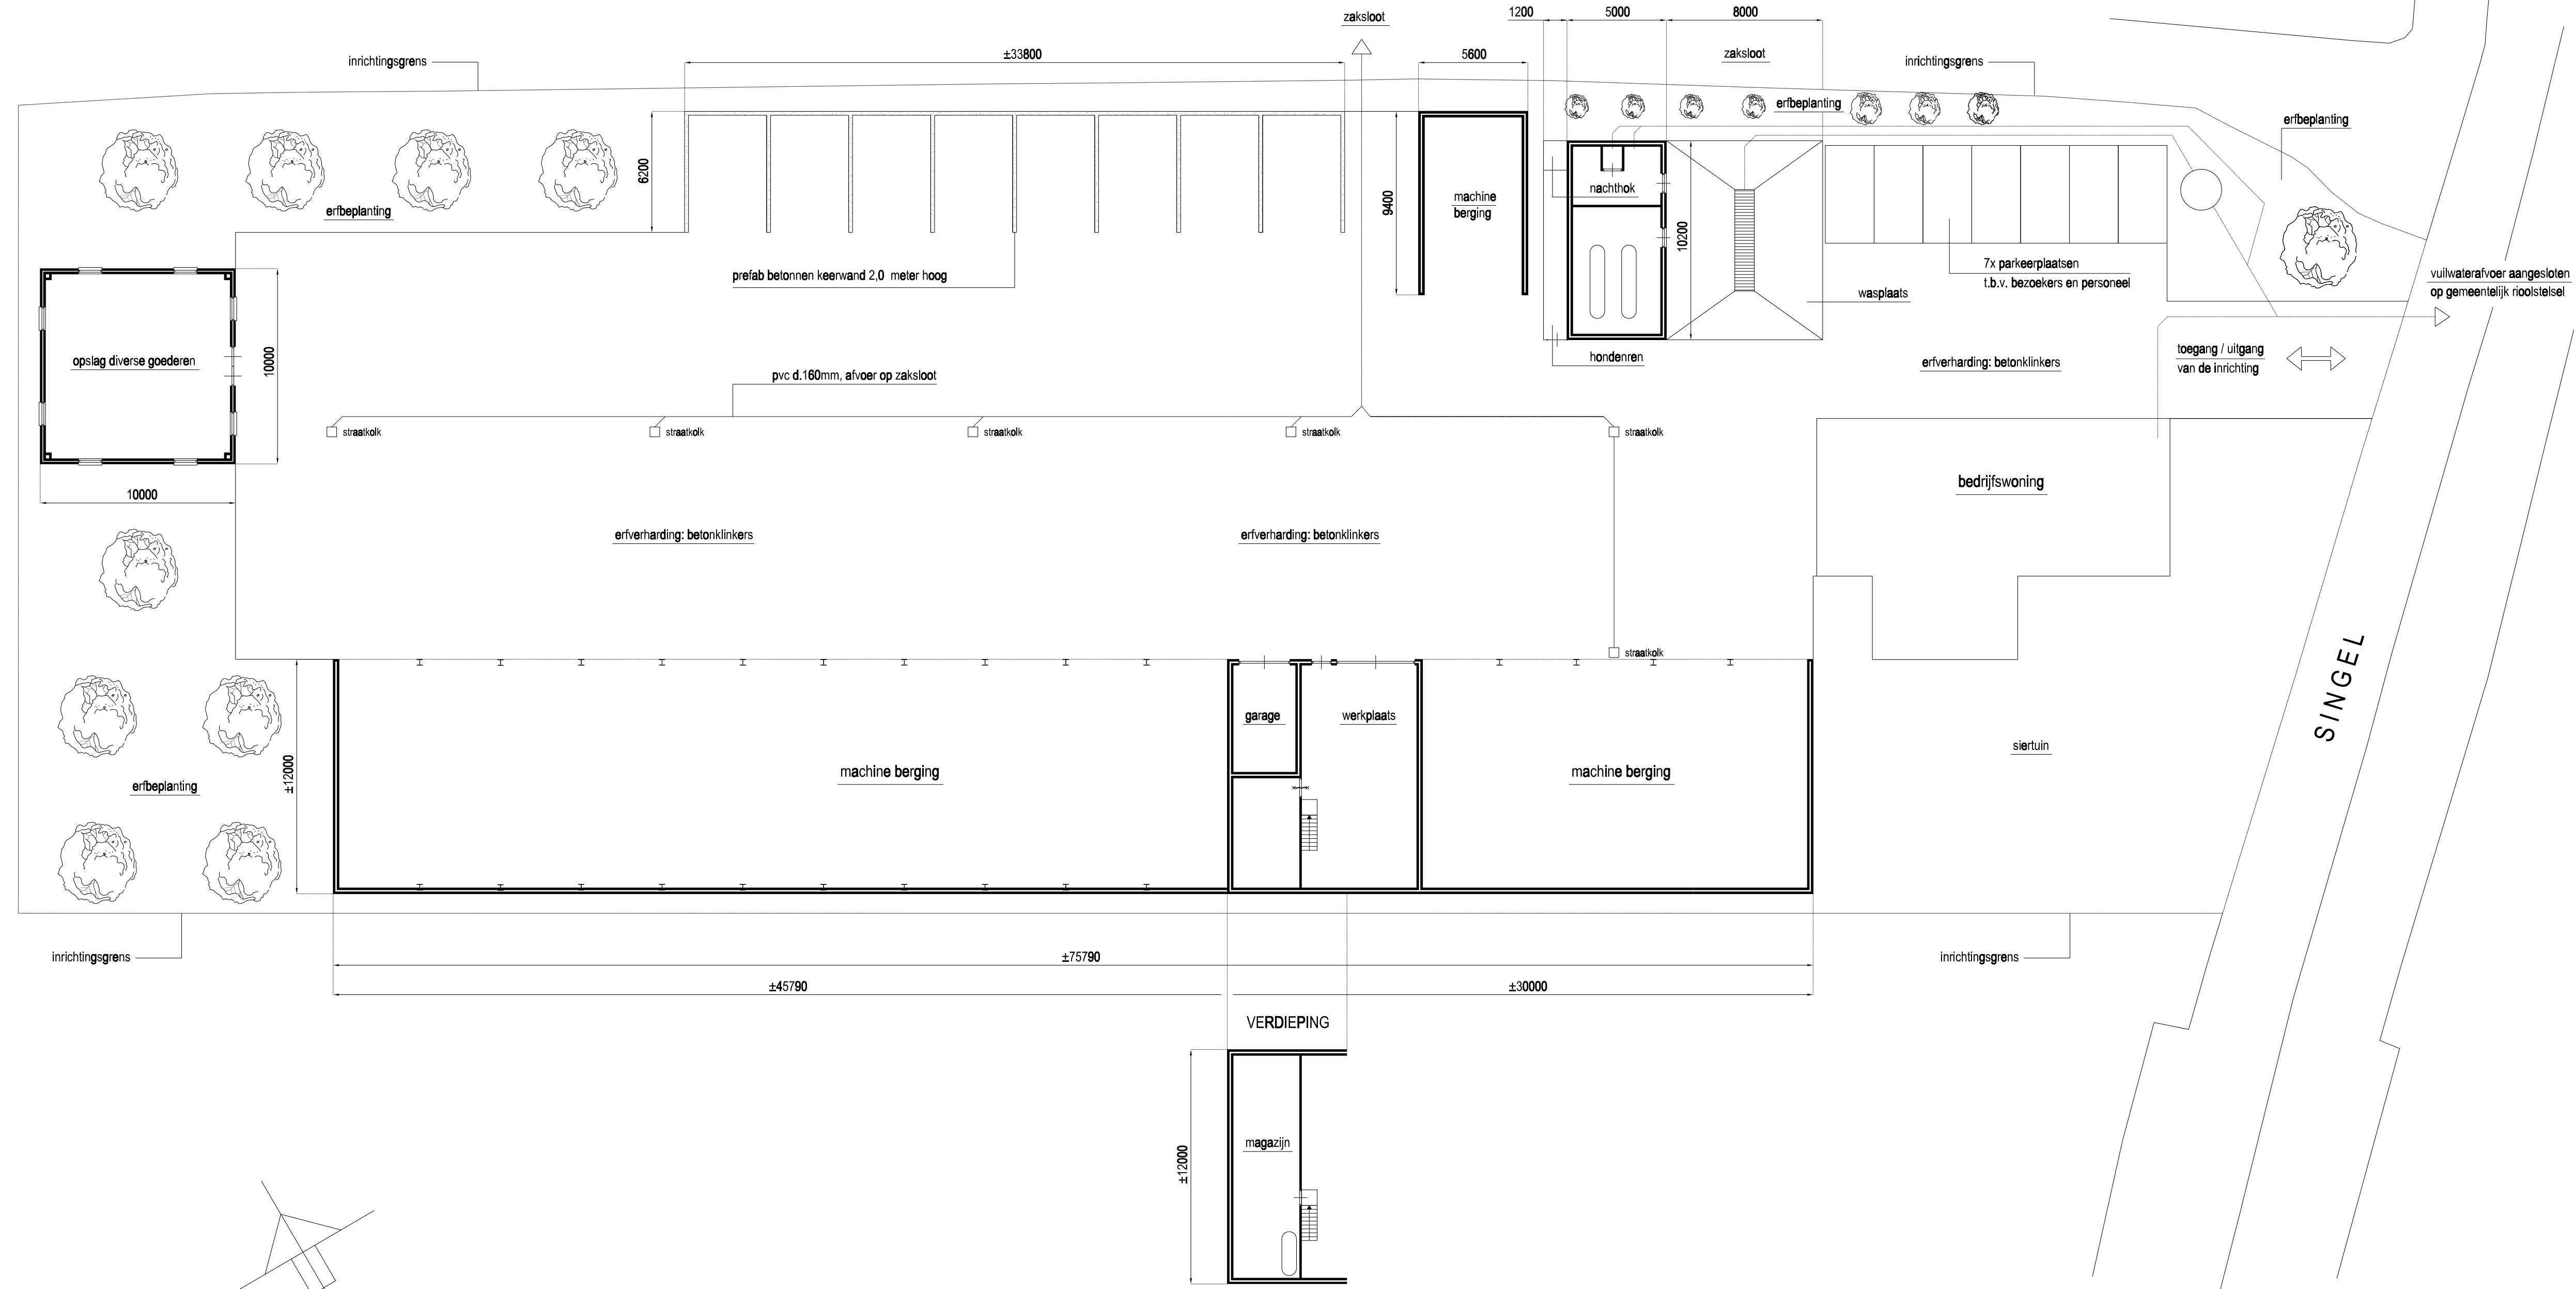 zaksloot
1200
5000
8000
inrichtingsgrens
±33800
5600
zaksloot
inrichtingsgrens
erfbeplanting
erfbeplanting
6200
9400
machine
berging
nachthok
10200
erfbeplanting
prefab betonnen keerwand 2,0 meter hoog
7x parkeerplaatsen
t.b.v. bezoekers en personeel
vuilwaterafvoer aangesloten
op gemeentelijk rioolstelsel
wasplaats
opslag diverse goederen
10000
hondenren
toegang / uitgang
van de inrichting
erfverharding: betonklinkers
pvc d.160mm, afvoer op zaksloot
straatkolk
straatkolk
straatkolk
straatkolk
straatkolk
10000
bedrijfswoning
erfverharding: betonklinkers
erfverharding: betonklinkers
straatkolk
SINGEL
garage
werkplaats
siertuin
±12000
machine berging
machine berging
erfbeplanting
inrichtingsgrens
±75790
inrichtingsgrens
±45790
±30000
VERDIEPING
magazijn
±12000